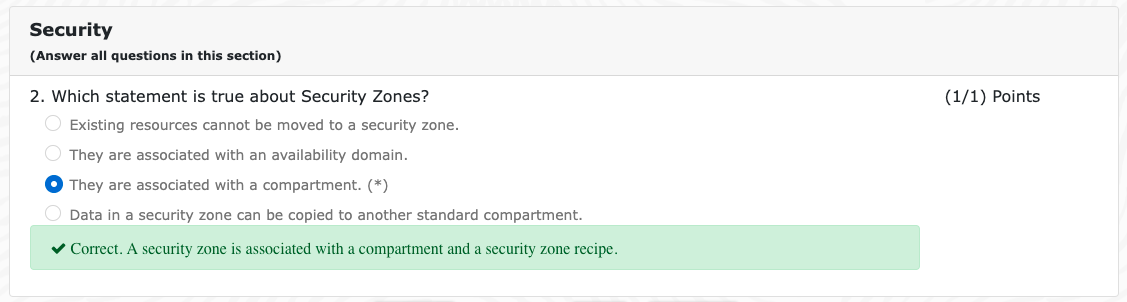 Security
(Answer all questions in this section)
2. Which statement is true about Security Zones? (1/1) Points
Existing resources cannot be moved to a security zone.
They are associated with an availability domain.
They are associated with a compartment. (*)
Data in a security zone can be copied to another standard compartment.
Correct. A security zone is associated with a compartment and a security zone recipe.